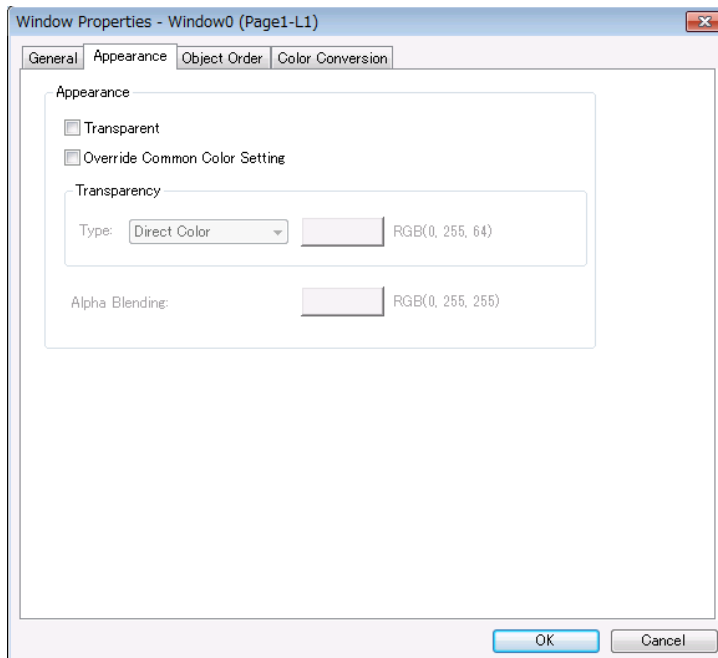 Window Properties - Window0 (Page1-L1)
General Appearance Object Order Color Conversion
Appearance
Transparent
Override Common Color Setting
Transparency
Type: Direct Color RGB(0, 255, 64)
Alpha Blending: RGB(0, 255, 255)
OK Cancel